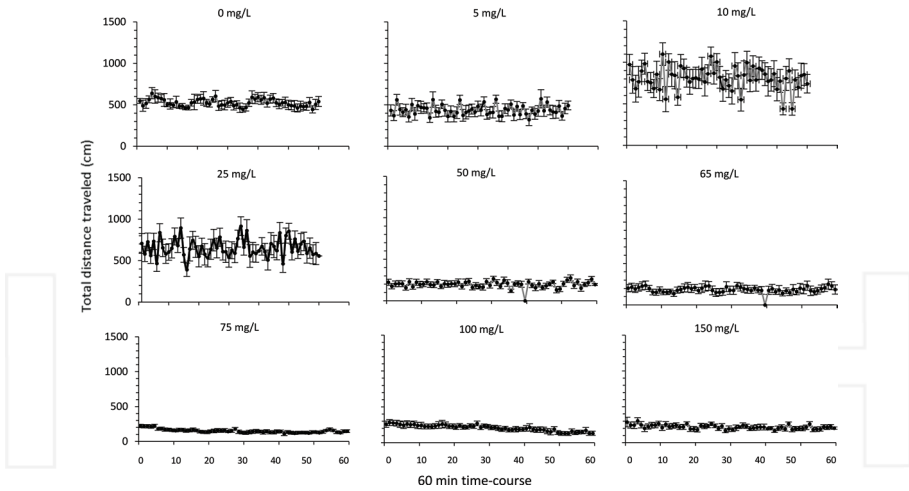 0 mg/L 5 mg/L 10 mg/L
1500
1000
500
0
25 mg/L 50 mg/L 65 mg/L
1500
1000
500
0
75 mg/L 100 mg/L 150 mg/L
1500
1000
500
0
0 10 20 30 40 50 60 0 10 20 30 40 50 60 0 10 20 30 40 50 60
Total distance traveled (cm)
60 min time-course